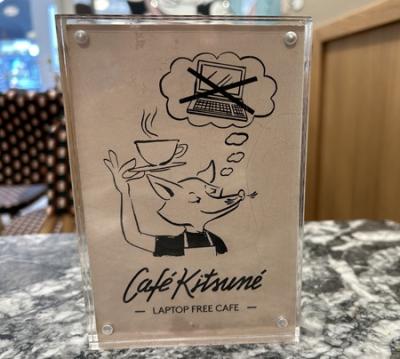 Café Kitsuné
— LAPTOP FREE CAFE —